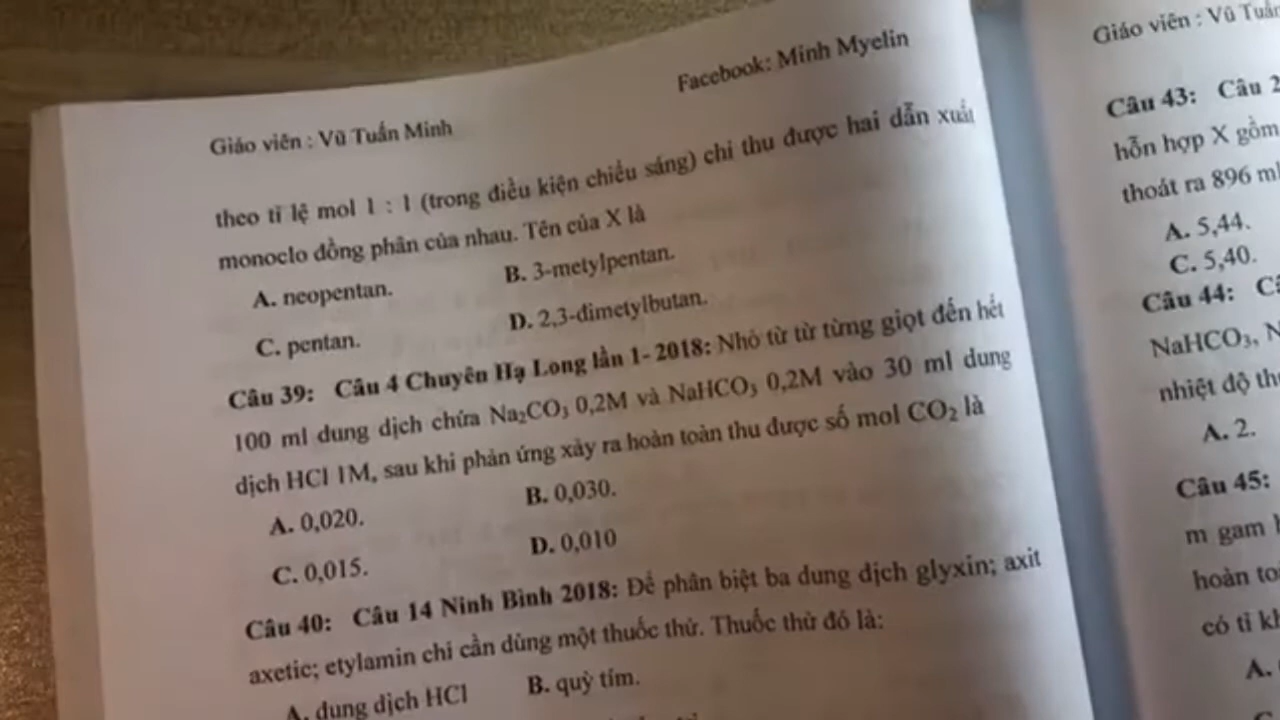 Giáo viên : Vũ Tuấn Minh
Facebook: Minh Myelin
theo tỉ lệ mol 1 : 1 (trong điều kiện chiếu sáng) chỉ thu được hai dẫn xuất
monoclo đồng phân của nhau. Tên của X là
A. neopentan.
B. 3-metylpentan.
C. pentan.
D. 2,3-đimetylbutan.
Câu 39: Câu 4 Chuyên Hạ Long lần 1- 2018: Nhỏ từ từ từng giọt đến hết
100 ml dung dịch chứa Na₂CO₃ 0,2M và NaHCO₃ 0,2M vào 30 ml dung
dịch HCl 1M, sau khi phản ứng xảy ra hoàn toàn thu được số mol CO₂ là
A. 0,020.
B. 0,030.
C. 0,015.
D. 0,010
Câu 40: Câu 14 Ninh Bình 2018: Để phân biệt ba dung dịch glyxin; axit
axetic; etylamin chỉ cần dùng một thuốc thử. Thuốc thử đó là:
A. dung dịch HCl
B. quỳ tím.
Giáo viên : Vũ
Câu 43: Câu 2
hỗn hợp X gồm
thoát ra 896 ml
A. 5,44.
C. 5,40.
Câu 44:
NaHCO₃, N
nhiệt độ
A. 2.
Câu 45:
m gam
hoàn
có tỉ
A.